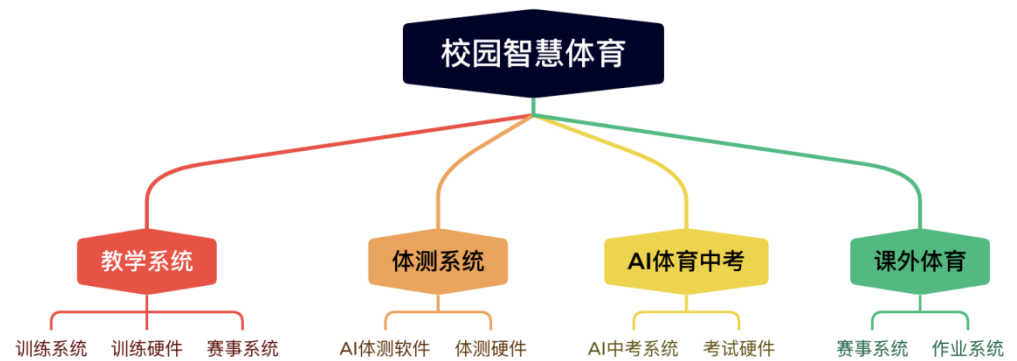 校园智慧体育
教学系统
体测系统
AI体育中考
课外体育
训练系统
训练硬件
赛事系统
AI体测软件
体测硬件
AI中考系统
考试硬件
赛事系统
作业系统